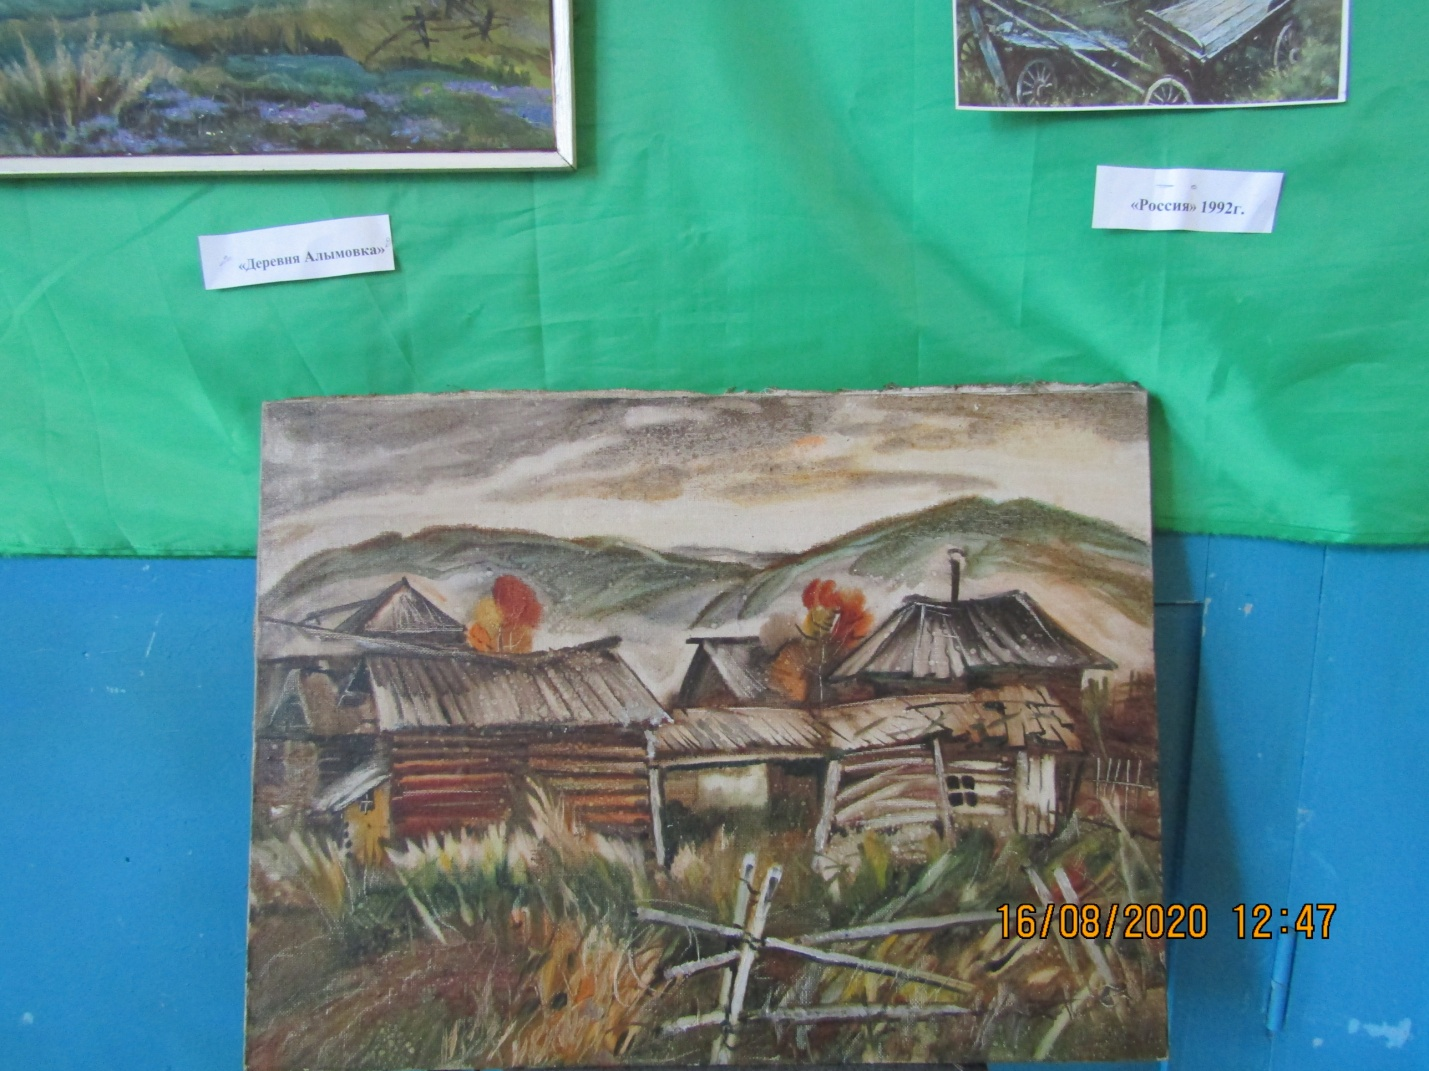 «Россия» 1992г.
«Деревня Алымовка»
16/08/2020 12:47